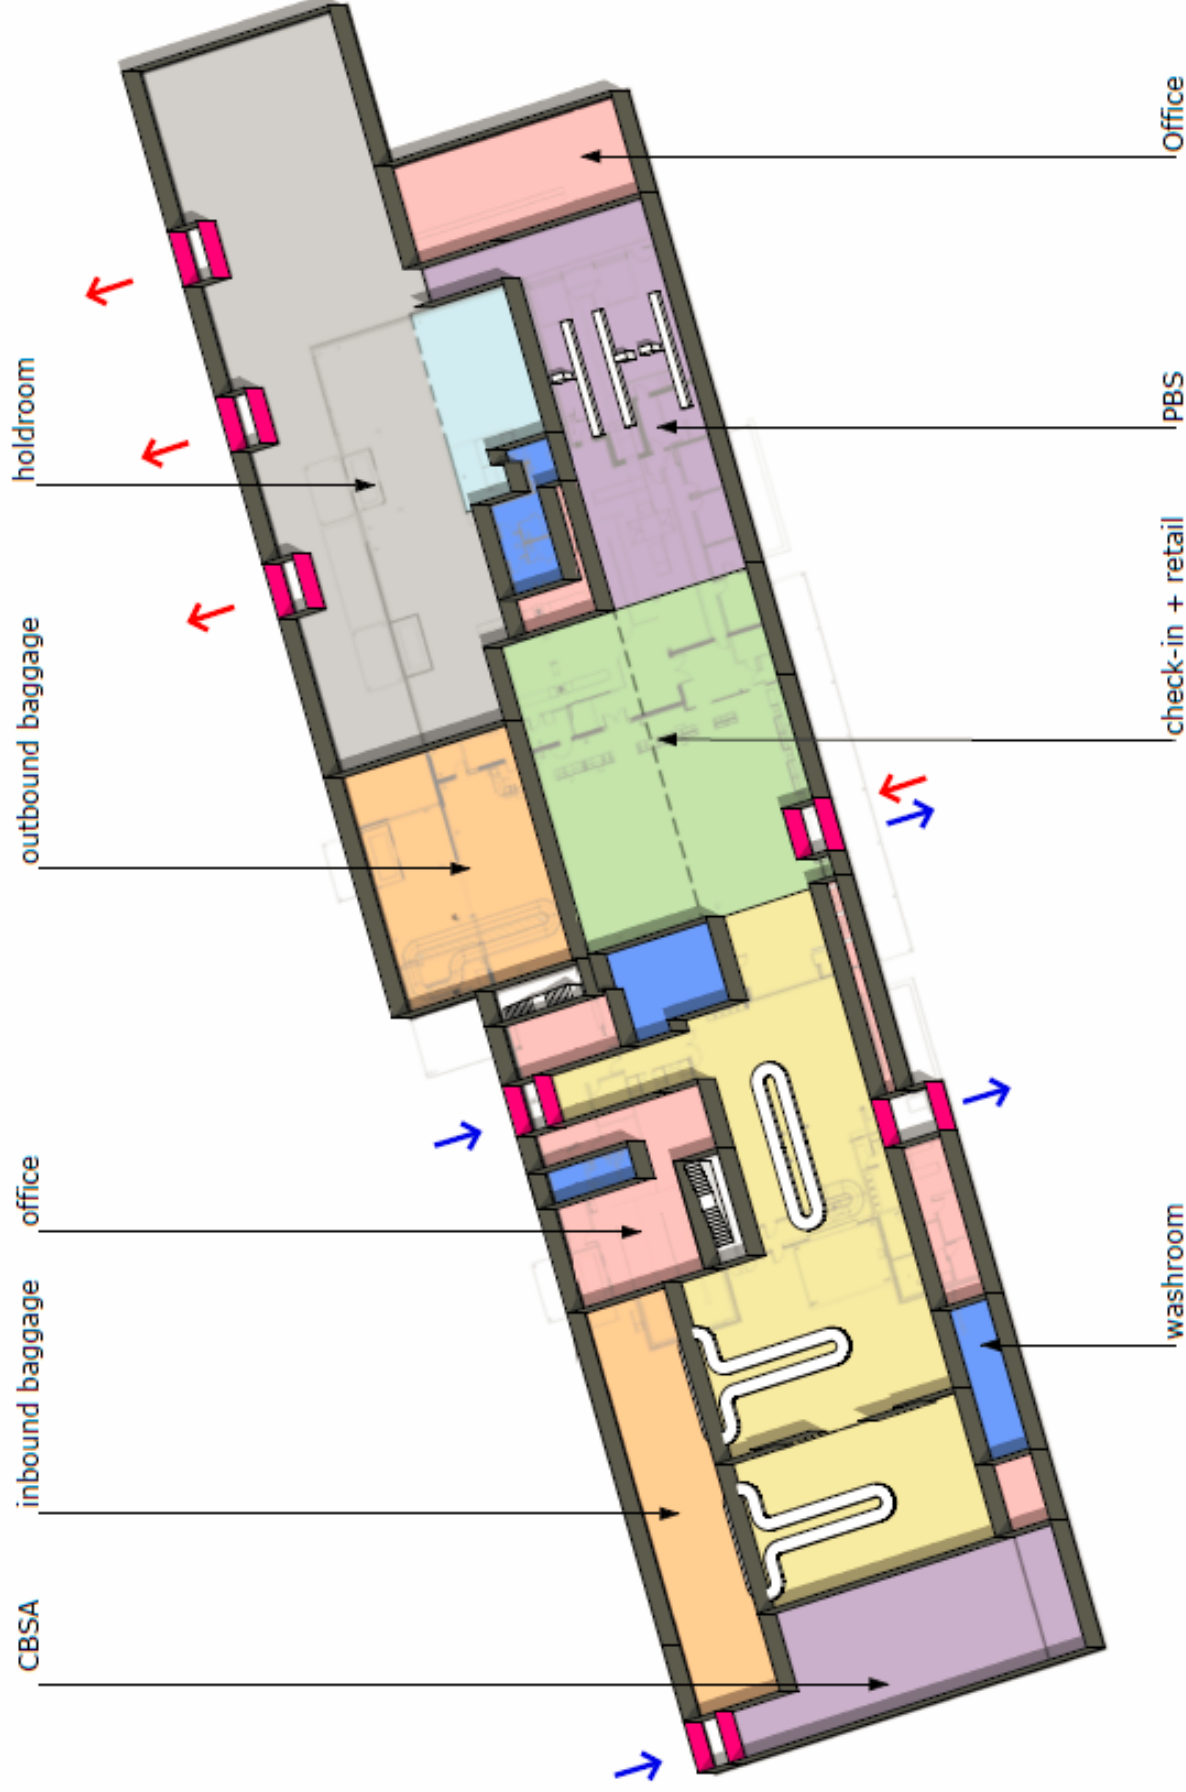 CBSA
inbound baggage
office
outbound baggage
holdroom
washroom
check-in + retail
PBS
Office